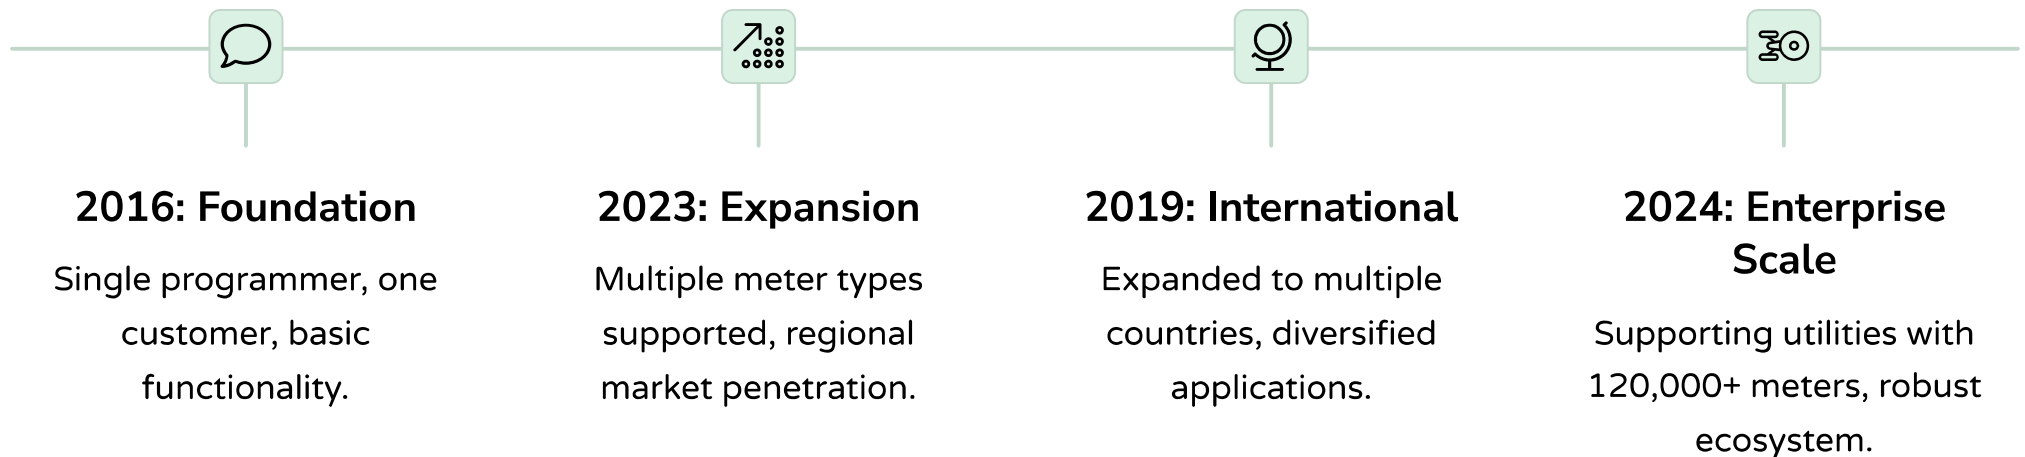 2016: Foundation
Single programmer, one
customer, basic
functionality.
2023: Expansion
Multiple meter types
supported, regional
market penetration.
2019: International
Expanded to multiple
countries, diversified
applications.
2024: Enterprise
Scale
Supporting utilities with
120,000+ meters, robust
ecosystem.